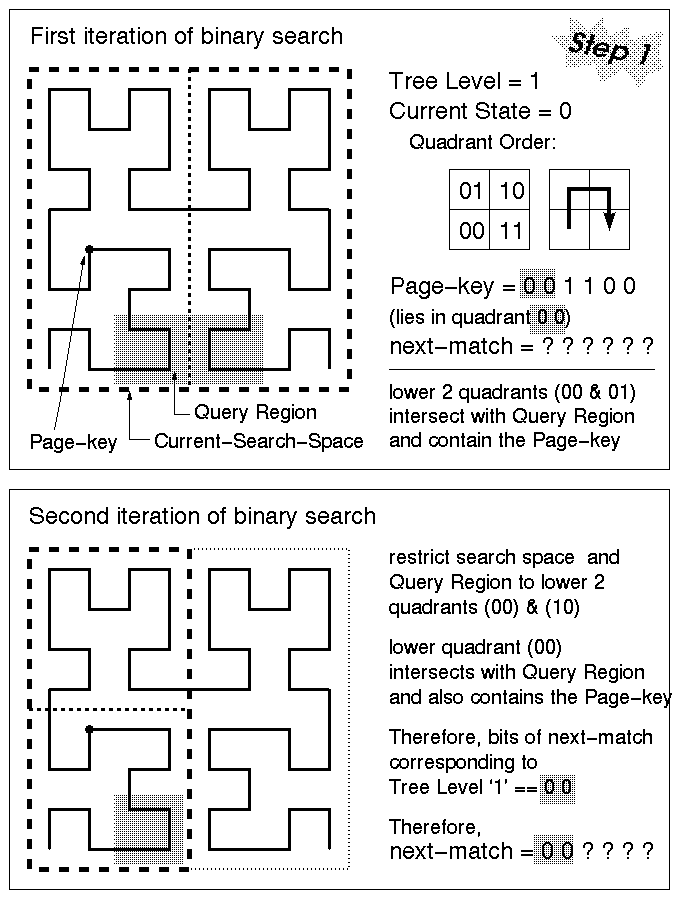 First iteration of binary search
Step 1
Tree Level = 1
Current State = 0
Quadrant Order:
01 10
00 11
Page-key = 0 0 1 1 0 0
(lies in quadrant 0 0)
next-match = ? ? ? ? ? ?
lower 2 quadrants (00 & 01)
intersect with Query Region
and contain the Page-key
Query Region
Page-key
Current-Search-Space
Second iteration of binary search
restrict search space and
Query Region to lower 2
quadrants (00) & (10)
lower quadrant (00)
intersects with Query Region
and also contains the Page-key
Therefore, bits of next-match
corresponding to
Tree Level '1' == 0 0
Therefore,
next-match = 0 0 ? ? ? ?